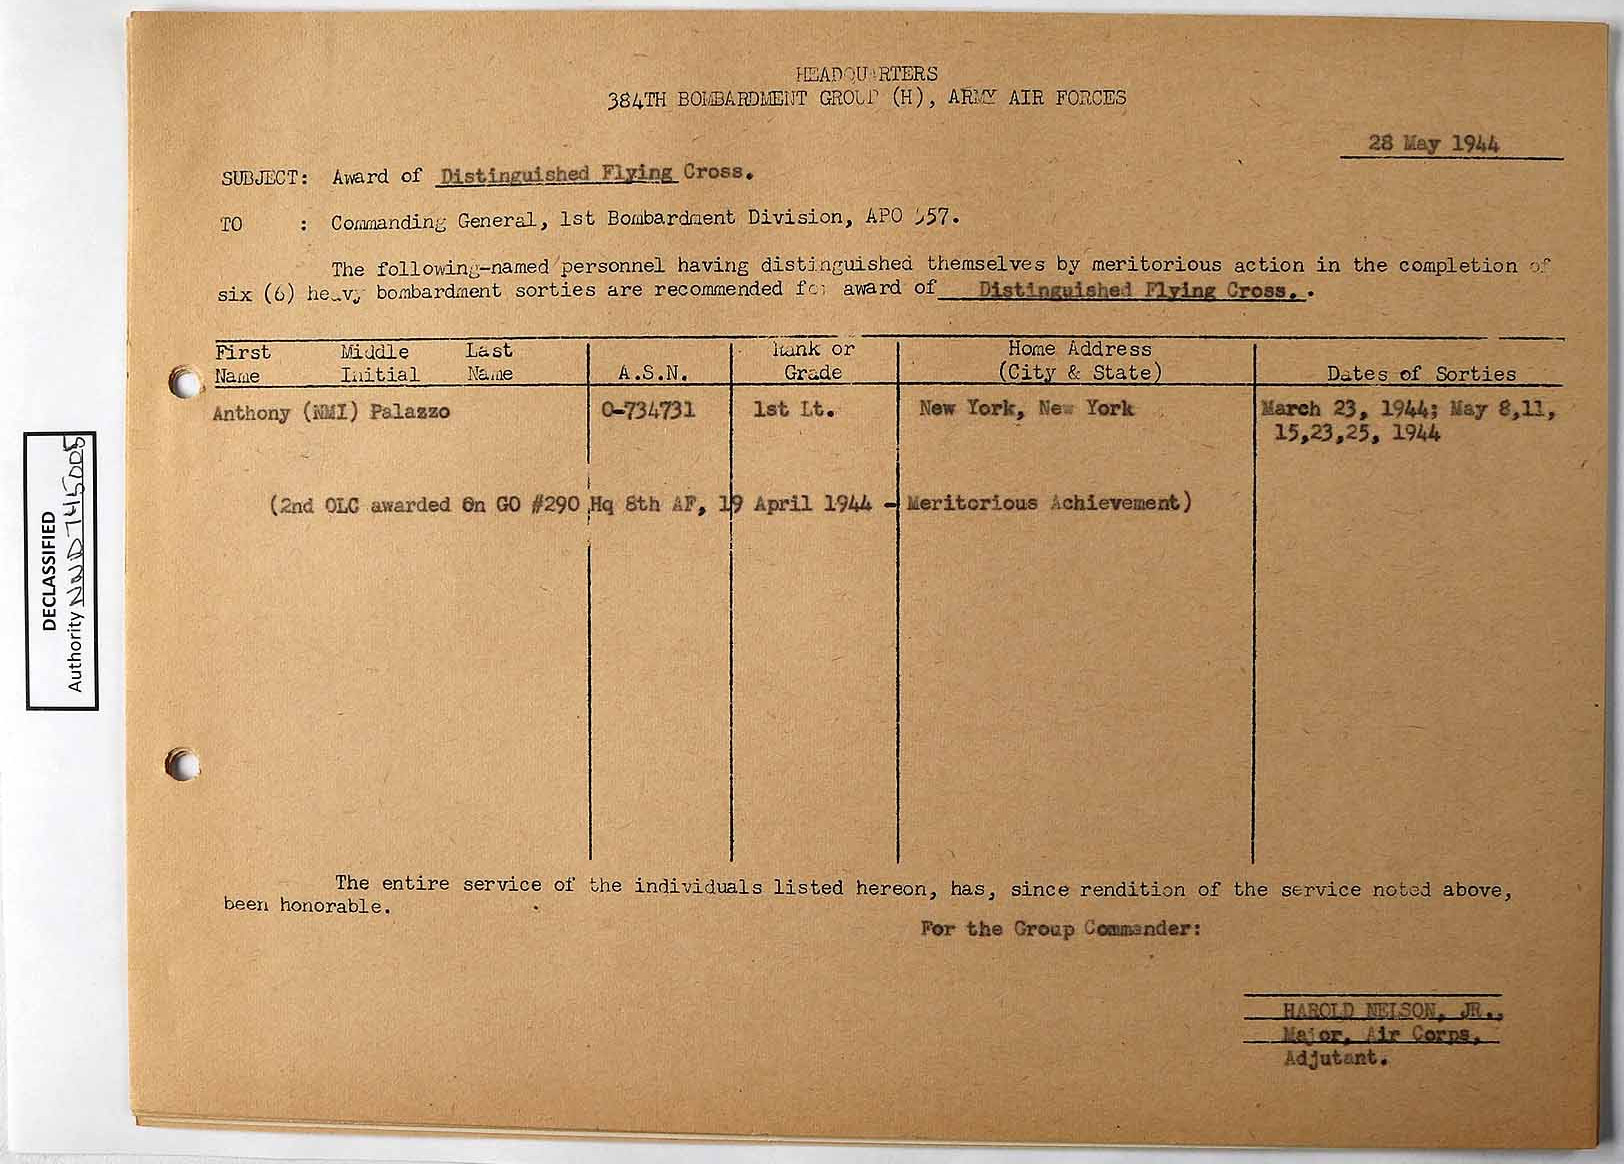 HEADQUARTERS
384TH BOMBARDMENT GROUP (H), ARMY AIR FORCES
28 May 1944
SUBJECT: Award of Distinguished Flying Cross.
TO : Commanding General, 1st Bombardment Division, APO 557.
The following-named personnel having distinguished themselves by meritorious action in the completion of
six (6) heavy bombardment sorties are recommended for award of Distinguished Flying Cross. .
First Middle Last Rank or Home Address
Name Initial Name A.S.N. Grade (City & State) Dates of Sorties
Anthony (NMI) Palazzo O-734731 1st Lt. New York, New York March 23, 1944; May 8,11,
15,23,25, 1944
(2nd OLC awarded on GO #290 Hq 8th AF, 19 April 1944 - Meritorious Achievement)
The entire service of the individuals listed hereon, has, since rendition of the service noted above,
been honorable.
For the Group Commander:
HAROLD NELSON, JR.,
Major, Air Corps,
Adjutant.
DECLASSIFIED
Authority NND745005